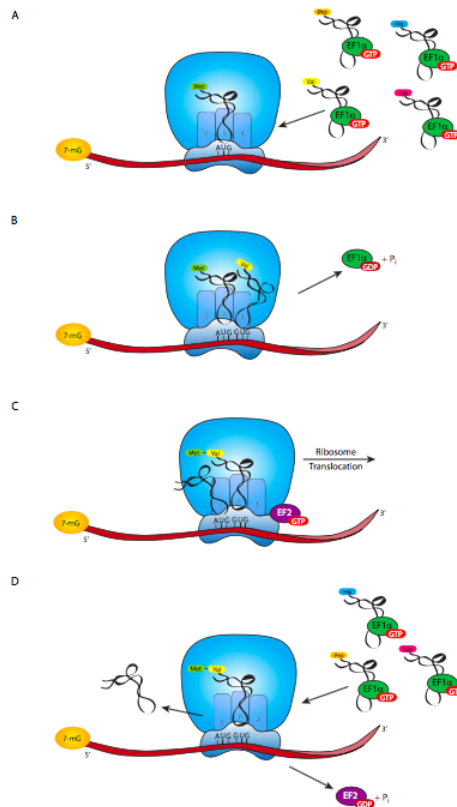 A
Pro
EF1α
GTP
His
EF1α
GTP
Val
EF1α
GTP
EF1α
GTP
Met
E
A
AUG
7-mG
5'
3'
B
Met
Val
E
AUG GUG
EF1α
GDP
+ Pi
7-mG
5'
3'
C
Met – Val
Ribosome
Translocation
AUG GUG
EF2
GTP
7-mG
5'
3'
D
His
EF1α
GTP
Pro
EF1α
GTP
EF1α
Met – Val
AUG GUG
7-mG
5'
3'
EF2
GDP
+ Pi